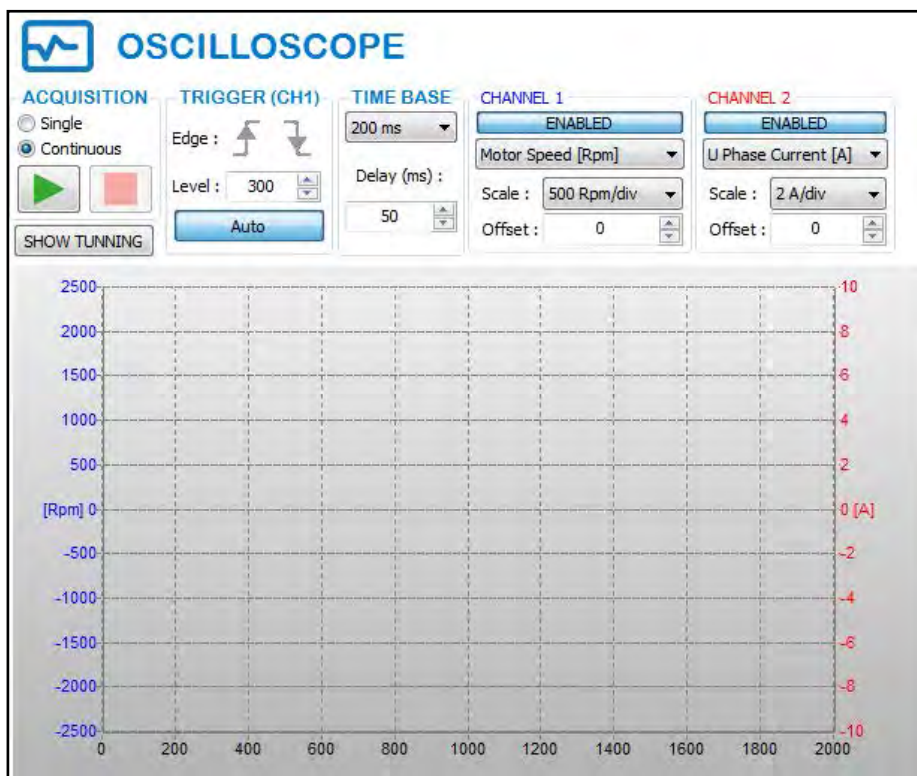 OSCILLOSCOPE
ACQUISITION
Single
Continuous
SHOW TUNNING
TRIGGER (CH1)
Edge :
Level : 300
Auto
TIME BASE
200 ms
Delay (ms) :
50
CHANNEL 1
ENABLED
Motor Speed [Rpm]
Scale : 500 Rpm/div
Offset : 0
CHANNEL 2
ENABLED
U Phase Current [A]
Scale : 2 A/div
Offset : 0
2500 10
2000 8
1500 6
1000 4
500 2
[Rpm] 0 0 [A]
-500 -2
-1000 -4
-1500 -6
-2000 -8
-2500 -10
0 200 400 600 800 1000 1200 1400 1600 1800 2000